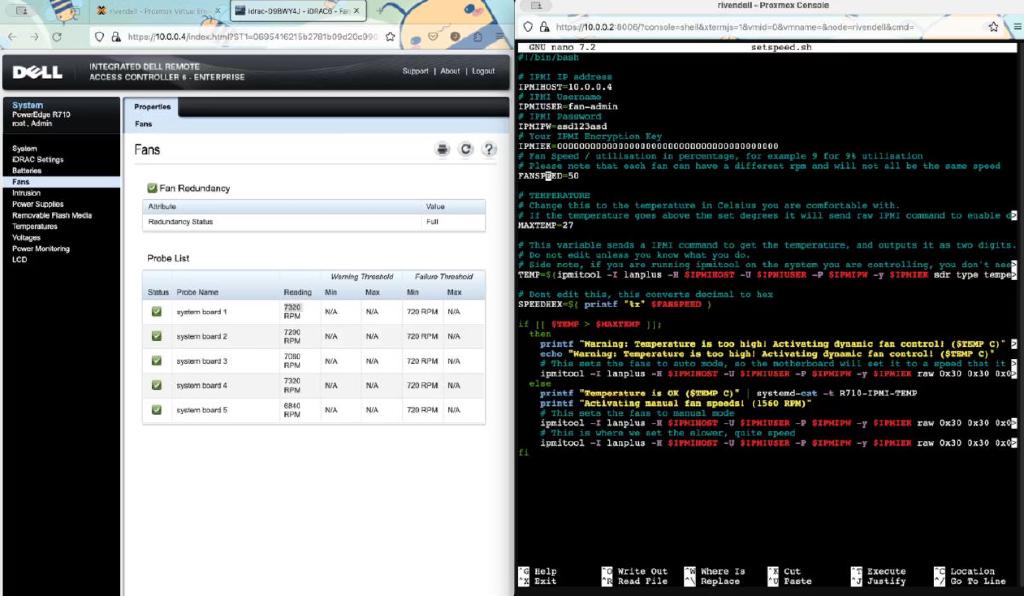 rivendell - Proxmox Virtual En
idrac-D9BWY4J - iDRAC6 - Fan
https://10.0.0.4/index.html?ST1=
DELL
INTEGRATED DELL REMOTE
ACCESS CONTROLLER 6 - ENTERPRISE
Support | About | Logout
System
PowerEdge R710
root , Admin
Properties
Fans
System
iDRAC Settings
Batteries
Fans
Intrusion
Power Supplies
Removable Flash Media
Temperatures
Voltages
Power Monitoring
LCD
Fans
Fan Redundancy
Attribute Value
Redundancy Status Full
Probe List
Warning Threshold Failure Threshold
Status Probe Name Reading Min Max Min Max
system board 1 7320 RPM N/A N/A 720 RPM N/A
system board 2 7200 RPM N/A N/A 720 RPM N/A
system board 3 7080 RPM N/A N/A 720 RPM N/A
system board 4 7320 RPM N/A N/A 720 RPM N/A
system board 5 6840 RPM N/A N/A 720 RPM N/A
rivendell - Proxmox Console
https://10.0.0.2:8006/?console=shell&xtermjs=1&vmid=0&vmname=&node=rivendell&cmd=
GNU nano 7.2 setspeed.sh
#!/bin/bash
# IPMI IP address
IPMIHOST=10.0.0.4
# IPMI Username
IPMIUSER=fan-admin
# IPMI Password
IPMIPW=asd123asd
# Your IPMI Encryption Key
IPMIEK=0000000000000000000000000000000000000000
# Fan Speed / utilisation in percentage, for example 9 for 9% utilisation
# Please note that each fan can have a different rpm and will not all be the same speed
FANSPEED=50
# TEMPERATURE
# Change this to the temperature in Celsius you are comfortable with.
# If the temperature goes above the set degrees it will send raw IPMI command to enable d>
MAXTEMP=27
# This variable sends a IPMI command to get the temperature, and outputs it as two digits.
# Do not edit unless you know what you do.
# Side note, if you are running ipmitool on the system you are controlling, you don't nee>
TEMP=$(ipmitool -I lanplus -H $IPMIHOST -U $IPMIUSER -P $IPMIPW -y $IPMIEK sdr type tempe>
# Dont edit this, this converts decimal to hex
SPEEDHEX=$( printf "%x" $FANSPEED )
if [[ $TEMP > $MAXTEMP ]];
then
printf "Warning: Temperature is too high! Activating dynamic fan control! ($TEMP C)" >
echo "Warning: Temperature is too high! Activating dynamic fan control! ($TEMP C)"
# This sets the fans to auto mode, so the motherboard will set it to a speed that it >
ipmitool -I lanplus -H $IPMIHOST -U $IPMIUSER -P $IPMIPW -y $IPMIEK raw 0x30 0x30 0x0>
else
printf "Temperature is OK ($TEMP C)" | systemd-cat -t R710-IPMI-TEMP
printf "Activating manual fan speeds! (1560 RPM)"
# This sets the fans to manual mode
ipmitool -I lanplus -H $IPMIHOST -U $IPMIUSER -P $IPMIPW -y $IPMIEK raw 0x30 0x30 0x0>
# This is where we set the slower, quite speed
ipmitool -I lanplus -H $IPMIHOST -U $IPMIUSER -P $IPMIPW -y $IPMIEK raw 0x30 0x30 0x0>
fi
^G Help ^O Write Out ^W Where Is ^K Cut ^T Execute ^C Location
^X Exit ^R Read File ^\ Replace ^U Paste ^J Justify ^/ Go To Line